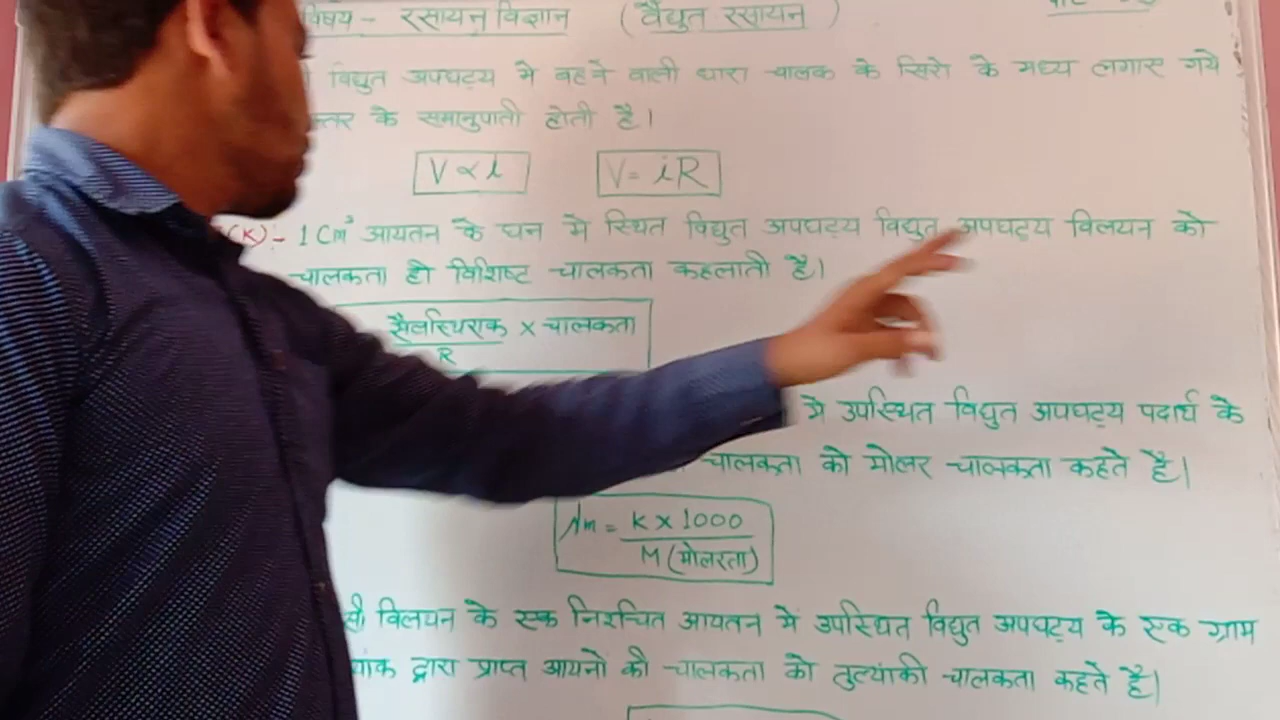 विषय - रसायन विज्ञान (वैद्युत रसायन)
विद्युत अपघट्य मे बहने वाली धारा चालक के सिरो के मध्य लगाए गये
के समानुपाती होती है।
V ∝ i V = iR
(K) :- 1 Cm³ आयतन के घन मे स्थित विद्युत अपघट्य विद्युत अपघट्य विलयन को
चालकता ही विशिष्ट चालकता कहलाती है।
सैलस्थिराक × चालकता
R
मे उपस्थित विद्युत अपघट्य पदार्थ के
चालकता को मोलर चालकता कहते है।
Λm = K × 1000
M (मोलरता)
विलयन के एक निश्चित आयतन मे उपस्थित विद्युत अपघट्य के एक ग्राम
द्वारा प्राप्त आयनो की चालकता को तुल्यांकी चालकता कहते है।